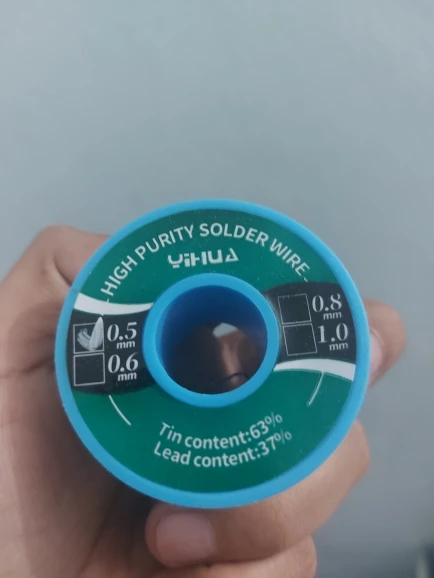 HIGH PURITY SOLDER WIRE
YiHUA
0.5 mm
0.6 mm
0.8 mm
1.0 mm
Tin content:63%
Lead content:37%